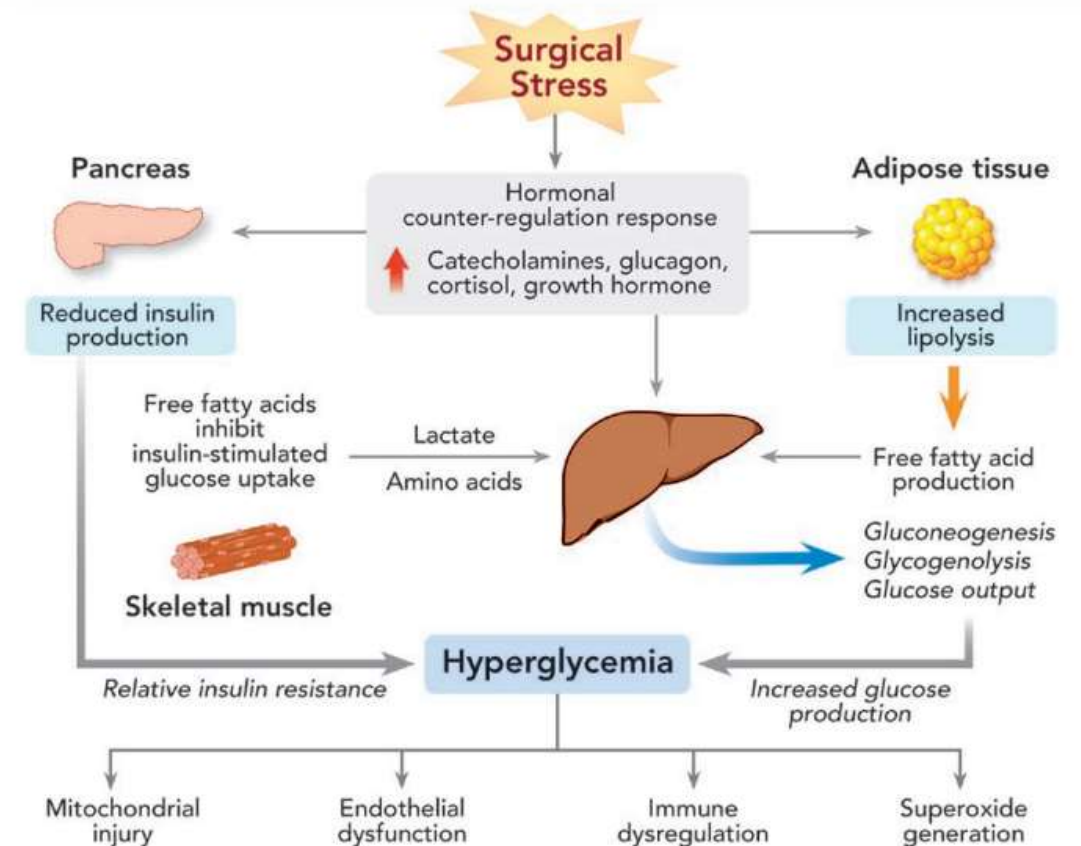 Surgical
Stress
Pancreas
Adipose tissue
Hormonal
counter-regulation response
Catecholamines, glucagon,
cortisol, growth hormone
Reduced insulin
production
Increased
lipolysis
Free fatty acids
inhibit
insulin-stimulated
glucose uptake
Lactate
Amino acids
Free fatty acid
production
Gluconeogenesis
Glycogenolysis
Glucose output
Skeletal muscle
Hyperglycemia
Relative insulin resistance
Increased glucose
production
Mitochondrial
injury
Endothelial
dysfunction
Immune
dysregulation
Superoxide
generation